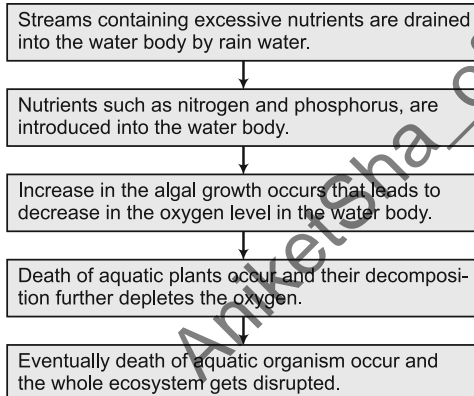 Streams containing excessive nutrients are drained
into the water body by rain water.
Nutrients such as nitrogen and phosphorus, are
introduced into the water body.
Increase in the algal growth occurs that leads to
decrease in the oxygen level in the water body.
Death of aquatic plants occur and their decomposi-
tion further depletes the oxygen.
Eventually death of aquatic organism occur and
the whole ecosystem gets disrupted.